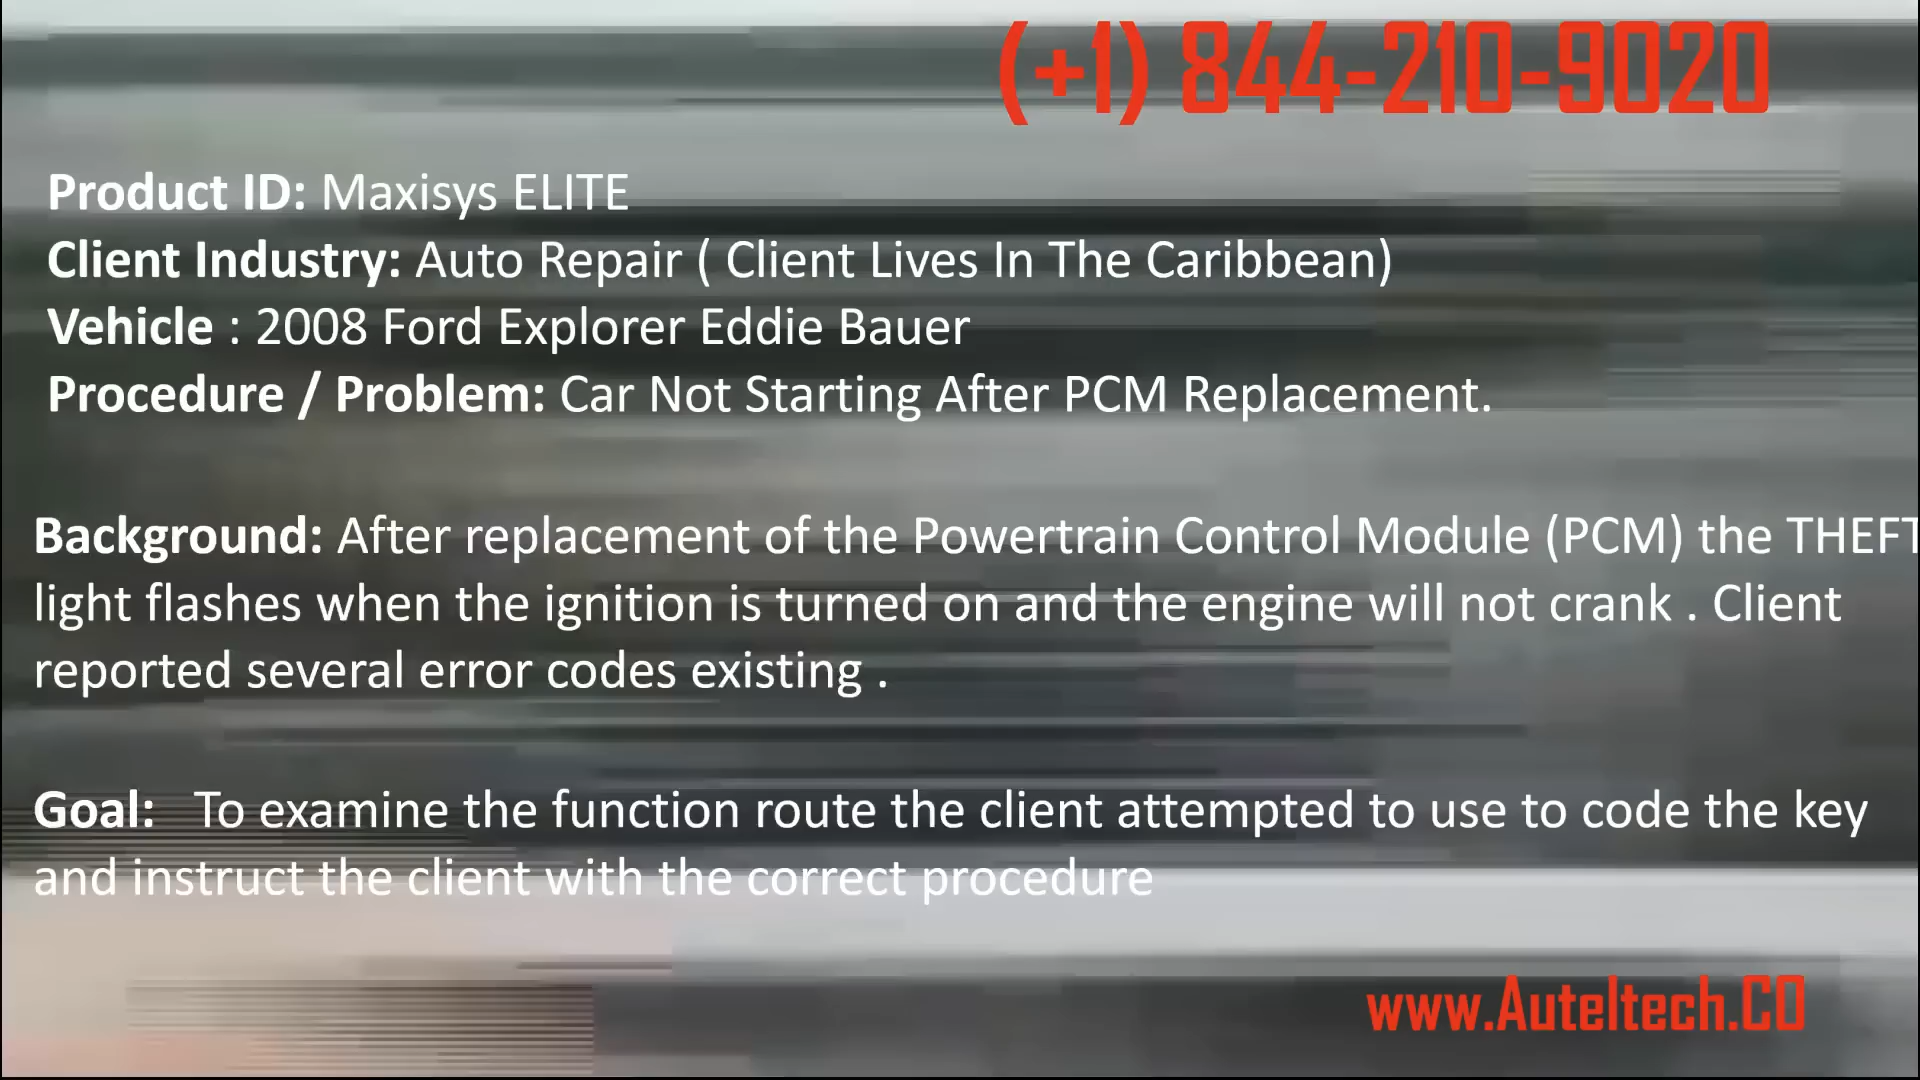 (+1) 844-210-9020
Product ID: Maxisys ELITE
Client Industry: Auto Repair ( Client Lives In The Caribbean)
Vehicle : 2008 Ford Explorer Eddie Bauer
Procedure / Problem: Car Not Starting After PCM Replacement.
Background: After replacement of the Powertrain Control Module (PCM) the THEFT
light flashes when the ignition is turned on and the engine will not crank . Client
reported several error codes existing .
Goal: To examine the function route the client attempted to use to code the key
and instruct the client with the correct procedure
www.Auteltech.CO